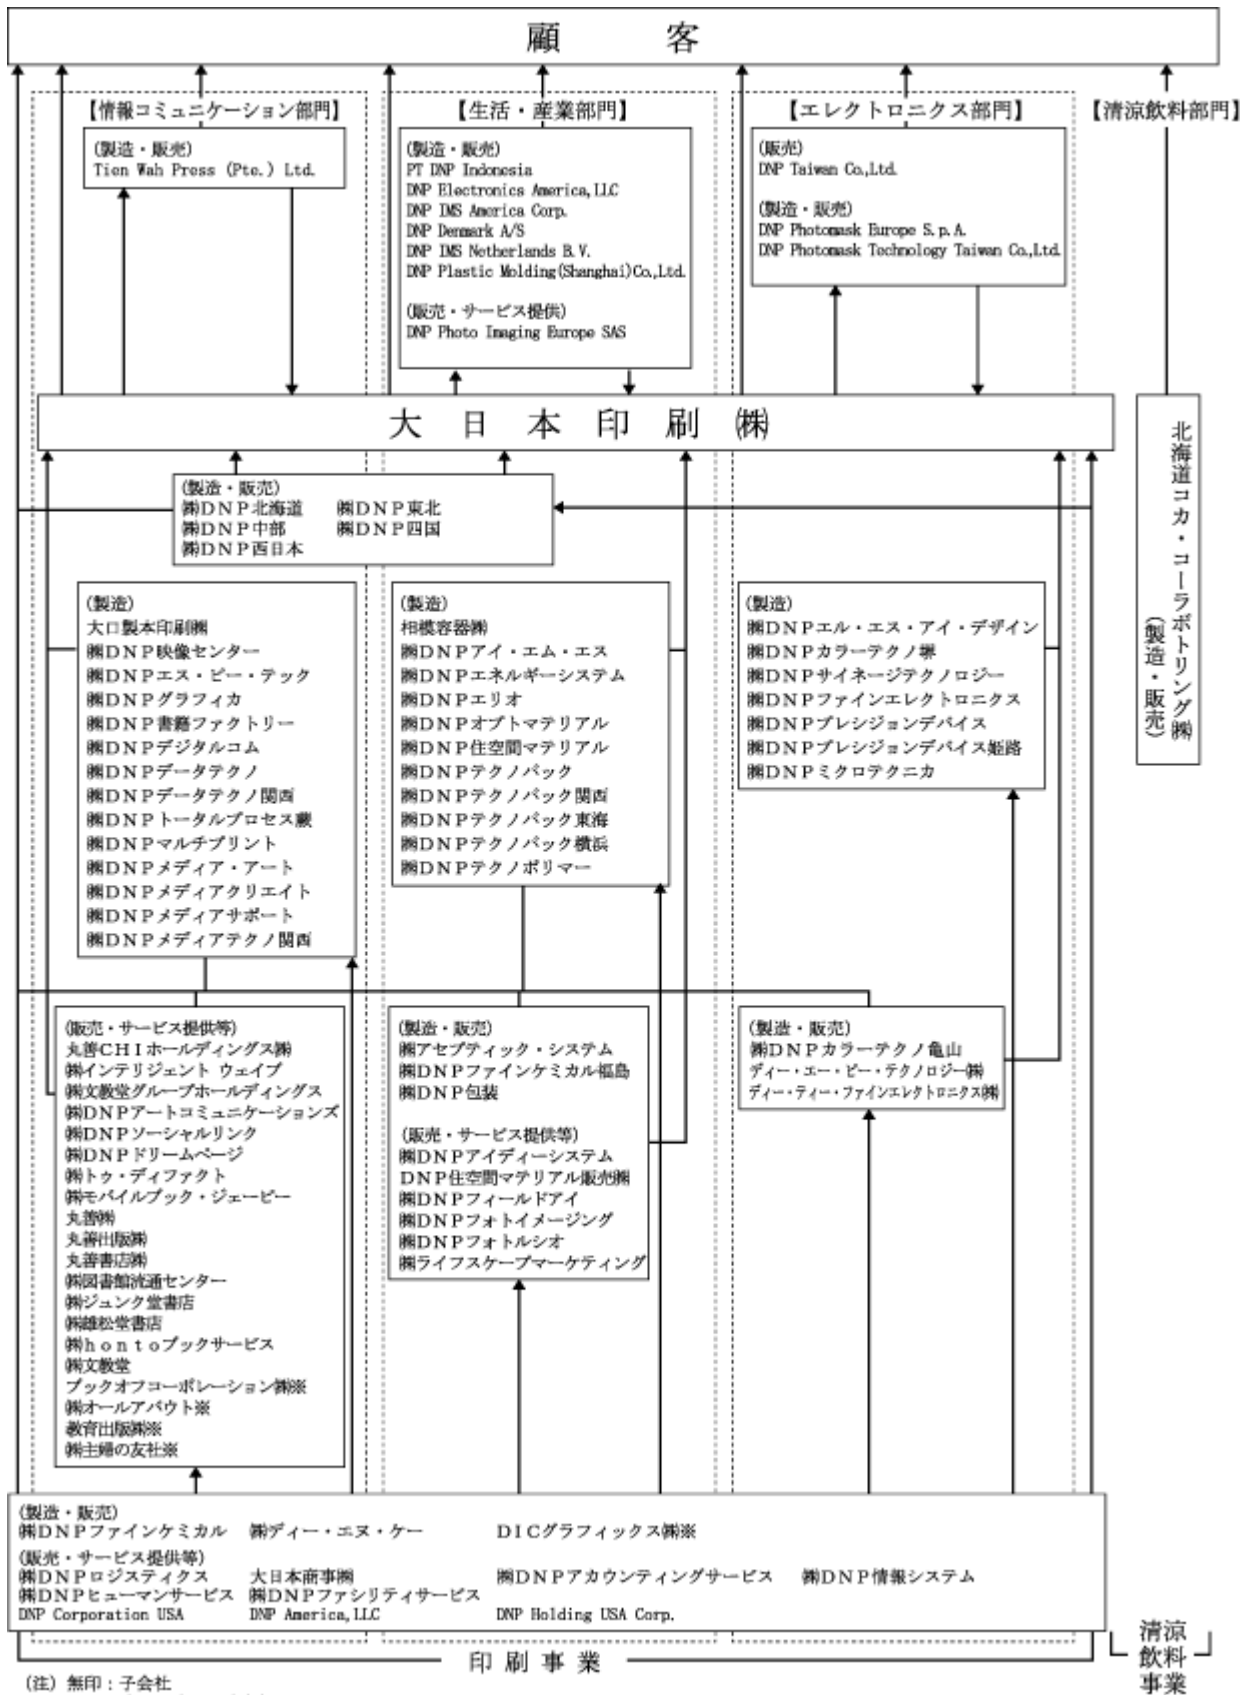 顧客
【情報コミュニケーション部門】
(製造・販売)
Tien Wah Press (Pte.) Ltd.
【生活・産業部門】
(製造・販売)
PT DNP Indonesia
DNP Electronics America,LLC
DNP IMS America Corp.
DNP Denmark A/S
DNP IMS Netherlands B.V.
DNP Plastic Molding(Shanghai)Co.,Ltd.
(販売・サービス提供)
DNP Photo Imaging Europe SAS
【エレクトロニクス部門】
(販売)
DNP Taiwan Co.,Ltd.
(製造・販売)
DNP Photomask Europe S.p.A.
DNP Photomask Technology Taiwan Co.,Ltd.
【清涼飲料部門】
大日本印刷㈱
北海道コカ・コーラボトリング㈱
(製造・販売)
(製造・販売)
㈱ＤＮＰ北海道 ㈱ＤＮＰ東北
㈱ＤＮＰ中部 ㈱ＤＮＰ四国
㈱ＤＮＰ西日本
(製造)
大口製本印刷㈱
㈱ＤＮＰ映像センター
㈱ＤＮＰエス・ピー・テック
㈱ＤＮＰグラフィカ
㈱ＤＮＰ書籍ファクトリー
㈱ＤＮＰデジタルコム
㈱ＤＮＰデータテクノ
㈱ＤＮＰデータテクノ関西
㈱ＤＮＰトータルプロセス蕨
㈱ＤＮＰマルチプリント
㈱ＤＮＰメディア・アート
㈱ＤＮＰメディアクリエイト
㈱ＤＮＰメディアサポート
㈱ＤＮＰメディアテクノ関西
(製造)
相模容器㈱
㈱ＤＮＰアイ・エム・エス
㈱ＤＮＰエネルギーシステム
㈱ＤＮＰエリオ
㈱ＤＮＰオプトマテリアル
㈱ＤＮＰ住空間マテリアル
㈱ＤＮＰテクノパック
㈱ＤＮＰテクノパック関西
㈱ＤＮＰテクノパック東海
㈱ＤＮＰテクノパック横浜
㈱ＤＮＰテクノポリマー
(製造)
㈱ＤＮＰエル・エス・アイ・デザイン
㈱ＤＮＰカラーテクノ堺
㈱ＤＮＰサイネージテクノロジー
㈱ＤＮＰファインエレクトロニクス
㈱ＤＮＰプレシジョンデバイス
㈱ＤＮＰプレシジョンデバイス姫路
㈱ＤＮＰミクロテクニカ
(販売・サービス提供等)
丸善ＣＨＩホールディングス㈱
㈱インテリジェント ウェイブ
㈱文教堂グループホールディングス
㈱ＤＮＰアートコミュニケーションズ
㈱ＤＮＰソーシャルリンク
㈱ＤＮＰドリームページ
㈱トゥ・ディファクト
㈱モバイルブック・ジェーピー
丸善㈱
丸善出版㈱
丸善書店㈱
㈱図書館流通センター
㈱ジュンク堂書店
㈱雄松堂書店
㈱ｈｏｎｔｏブックサービス
㈱文教堂
ブックオフコーポレーション㈱※
㈱オールアバウト※
教育出版㈱※
㈱主婦の友社※
(製造・販売)
㈱アセプティック・システム
㈱ＤＮＰファインケミカル福島
㈱ＤＮＰ包装
(販売・サービス提供等)
㈱ＤＮＰアイディーシステム
ＤＮＰ住空間マテリアル販売㈱
㈱ＤＮＰフィールドアイ
㈱ＤＮＰフォトイメージング
㈱ＤＮＰフォトルシオ
㈱ライフスケープマーケティング
(製造・販売)
㈱ＤＮＰカラーテクノ亀山
ディー・エー・ピー・テクノロジー㈱
ディー・ティー・ファインエレクトロニクス㈱
(製造・販売)
㈱ＤＮＰファインケミカル ㈱ディー・エヌ・ケー ＤＩＣグラフィックス㈱※
(販売・サービス提供等)
㈱ＤＮＰロジスティクス 大日本商事㈱ ㈱ＤＮＰアカウンティングサービス ㈱ＤＮＰ情報システム
㈱ＤＮＰヒューマンサービス ㈱ＤＮＰファシリティサービス
DNP Corporation USA DNP America,LLC DNP Holding USA Corp.
印刷事業
清涼
飲料
事業
(注) 無印：子会社